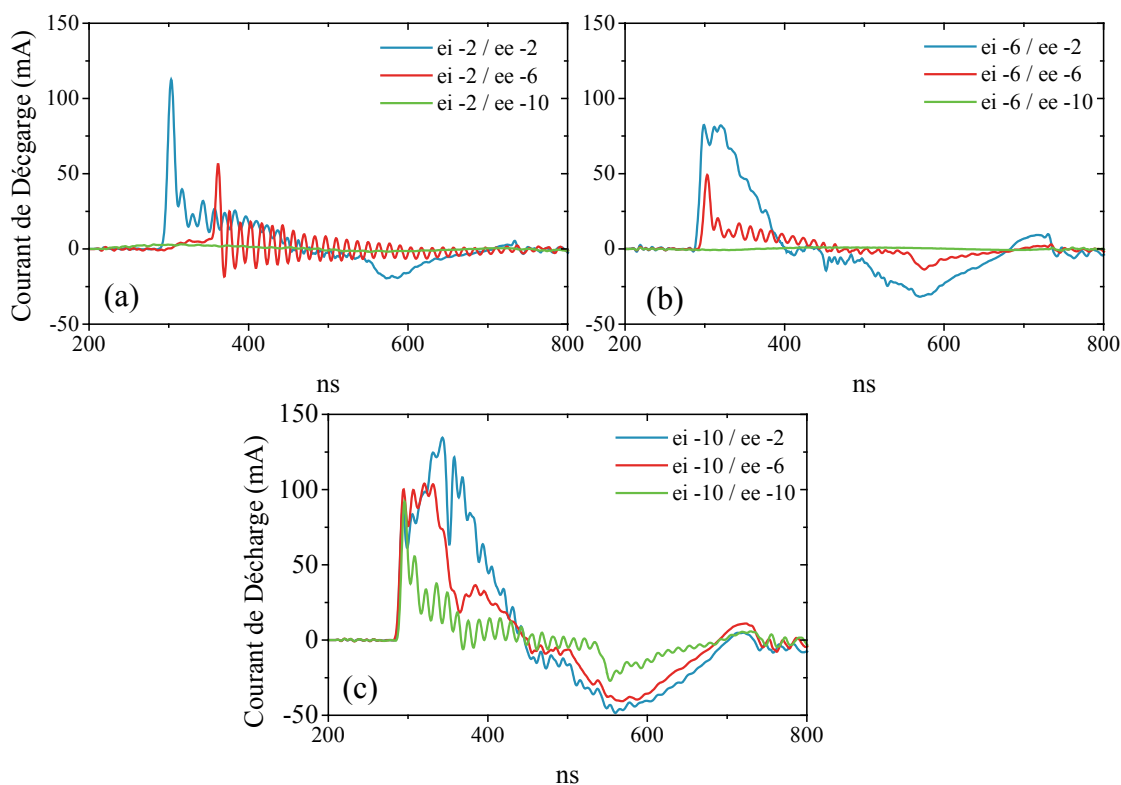 Courant de Décgarge (mA)
150
100
50
0
-50
ei -2 / ee -2
ei -2 / ee -6
ei -2 / ee -10
(a)
200
400
600
800
ns
150
100
50
0
-50
ei -6 / ee -2
ei -6 / ee -6
ei -6 / ee -10
(b)
200
400
600
800
ns
Courant de Décharge (mA)
150
100
50
0
-50
ei -10 / ee -2
ei -10 / ee -6
ei -10 / ee -10
(c)
200
400
600
800
ns